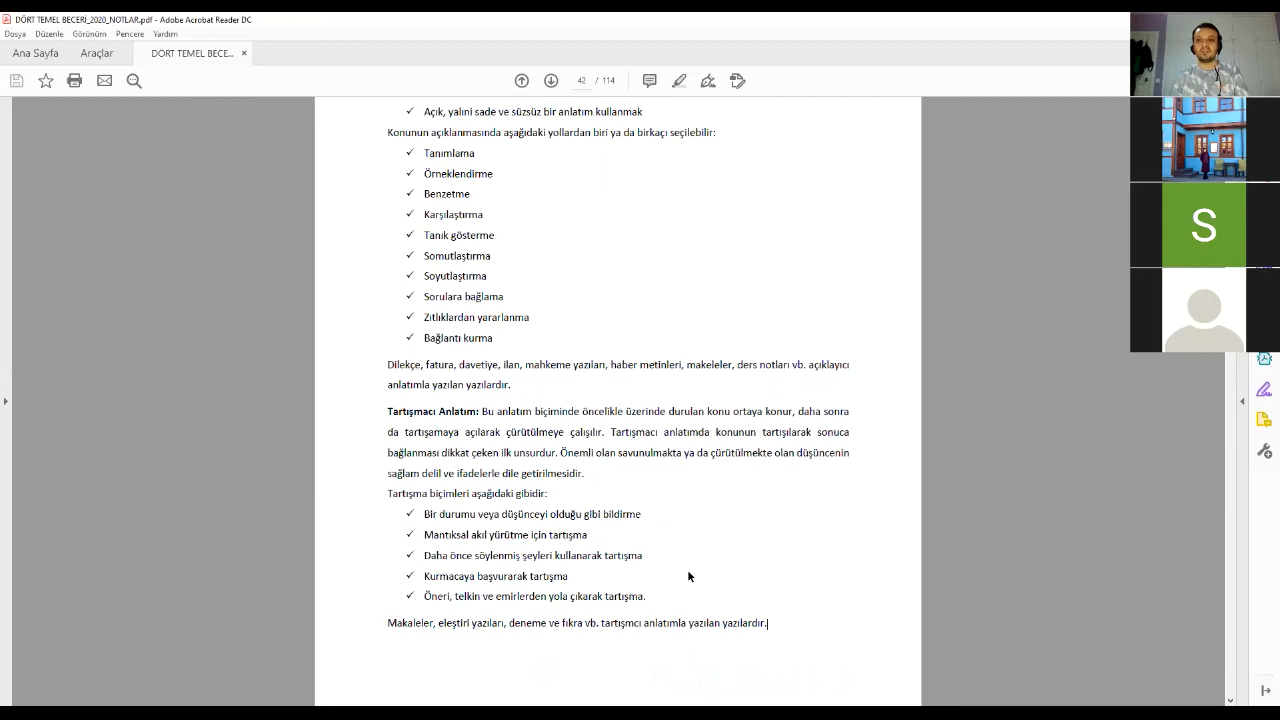 DÖRT TEMEL BECERİ_2020_NOTLAR.pdf - Adobe Acrobat Reader DC
Dosya Düzenle Görünüm Pencere Yardım
Ana Sayfa Araçlar DÖRT TEMEL BECE... ×
42 / 114
Açık, yalıni sade ve süzsüz bir anlatım kullanmak
Konunun açıklanmasında aşağıdaki yollardan biri ya da birkaçı seçilebilir:
Tanımlama
Örneklendirme
Benzetme
Karşılaştırma
Tanık gösterme
Somutlaştırma
Soyutlaştırma
Sorulara bağlama
Zıtlıklardan yararlanma
Bağlantı kurma
Dilekçe, fatura, davetiye, ilan, mahkeme yazıları, haber metinleri, makeleler, ders notları vb. açıklayıcı
anlatımla yazılan yazılardır.
Tartışmacı Anlatım: Bu anlatım biçiminde öncelikle üzerinde durulan konu ortaya konur, daha sonra
da tartışamaya açılarak çürütülmeye çalışılır. Tartışmacı anlatımda konunun tartışılarak sonuca
bağlanması dikkat çeken ilk unsurdur. Önemli olan savunulmakta ya da çürütülmekte olan düşüncenin
sağlam delil ve ifadelerle dile getirilmesidir.
Tartışma biçimleri aşağıdaki gibidir:
Bir durumu veya düşünceyi olduğu gibi bildirme
Mantıksal akıl yürütme için tartışma
Daha önce söylenmiş şeyleri kullanarak tartışma
Kurmacaya başvurarak tartışma
Öneri, telkin ve emirlerden yola çıkarak tartışma.
Makaleler, eleştiri yazıları, deneme ve fıkra vb. tartışmcı anlatımla yazılan yazılardır.
S